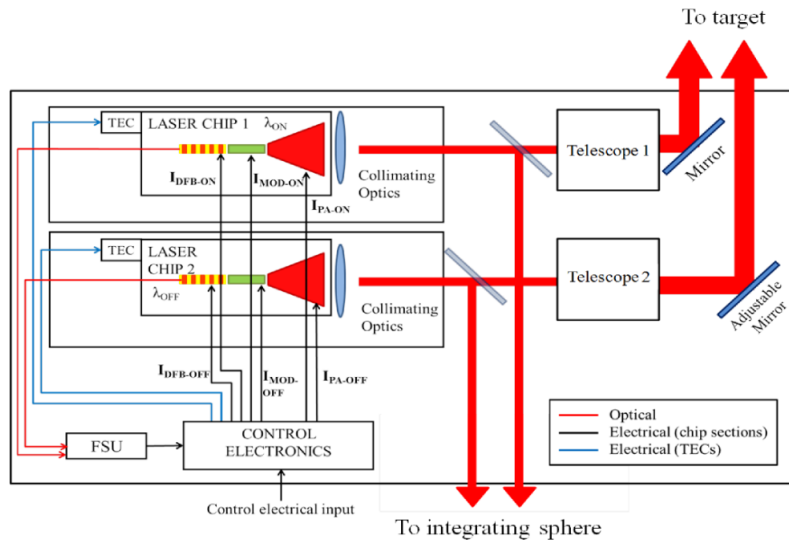 To target
TEC
LASER CHIP 1
λON
IDFB-ON
IMOD-ON
IPA-ON
Collimating
Optics
Telescope 1
Mirror
TEC
LASER
CHIP 2
λOFF
Collimating
Optics
Telescope 2
Adjustable
Mirror
IDFB-OFF
IMOD-
OFF
IPA-OFF
FSU
CONTROL
ELECTRONICS
Optical
Electrical (chip sections)
Electrical (TECs)
Control electrical input
To integrating sphere